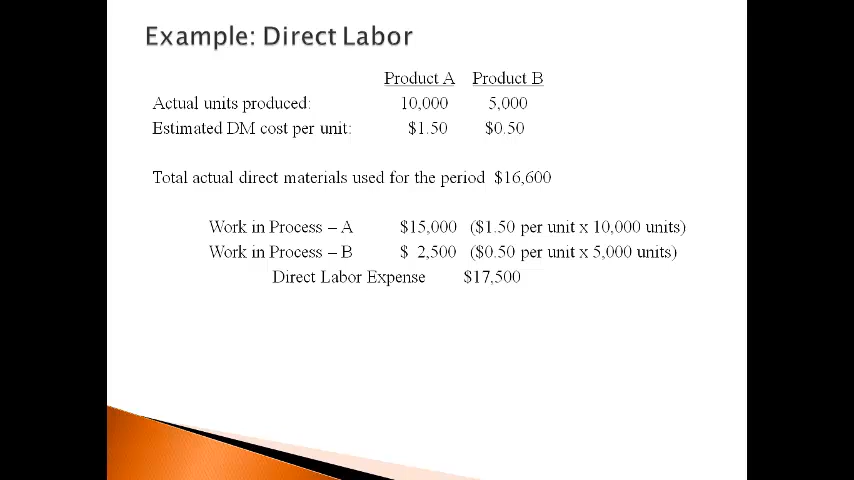 Example: Direct Labor
Product A Product B
Actual units produced: 10,000 5,000
Estimated DM cost per unit: $1.50 $0.50
Total actual direct materials used for the period $16,600
Work in Process – A $15,000 ($1.50 per unit x 10,000 units)
Work in Process – B $ 2,500 ($0.50 per unit x 5,000 units)
Direct Labor Expense $17,500